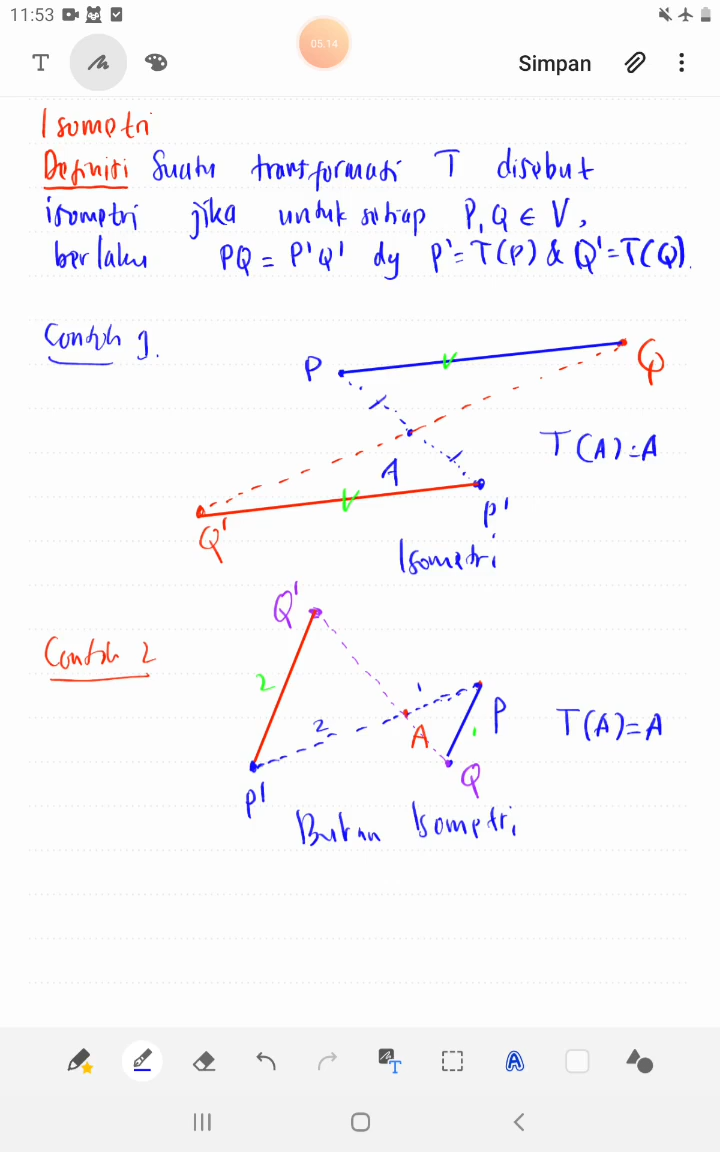 11:53
05.14
T
Simpan
Isometri
Definisi Suatu transformasi T disebut
isometri jika untuk setiap P, Q ∈ V,
berlaku PQ = P'Q' dg P' = T(P) & Q' = T(Q).
Contoh 1.
P
Q
T(A) = A
A
P'
Q'
Isometri
Q'
Contoh 2
2
1
P
T(A) = A
2
A
1
Q
P'
Bukan Isometri
T
A